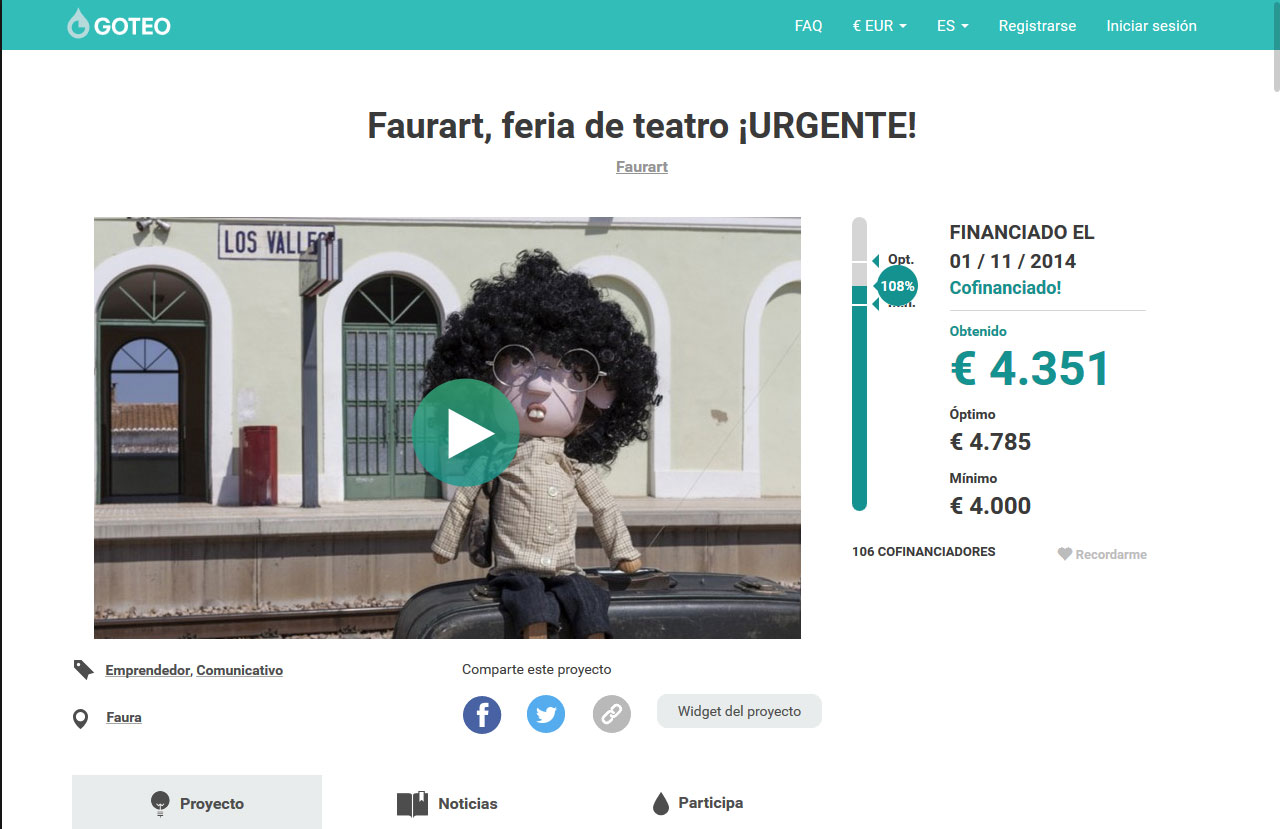 GOTEO
FAQ
€ EUR
ES
Registrarse
Iniciar sesión
Faurart, feria de teatro ¡URGENTE!
Faurart
LOS VALLES
Opt.
108%
FINANCIADO EL
01 / 11 / 2014
Cofinanciado!
Obtenido
€ 4.351
Óptimo
€ 4.785
Mínimo
€ 4.000
106 COFINANCIADORES
Recordarme
Emprendedor, Comunicativo
Faura
Comparte este proyecto
Widget del proyecto
Proyecto
Noticias
Participa